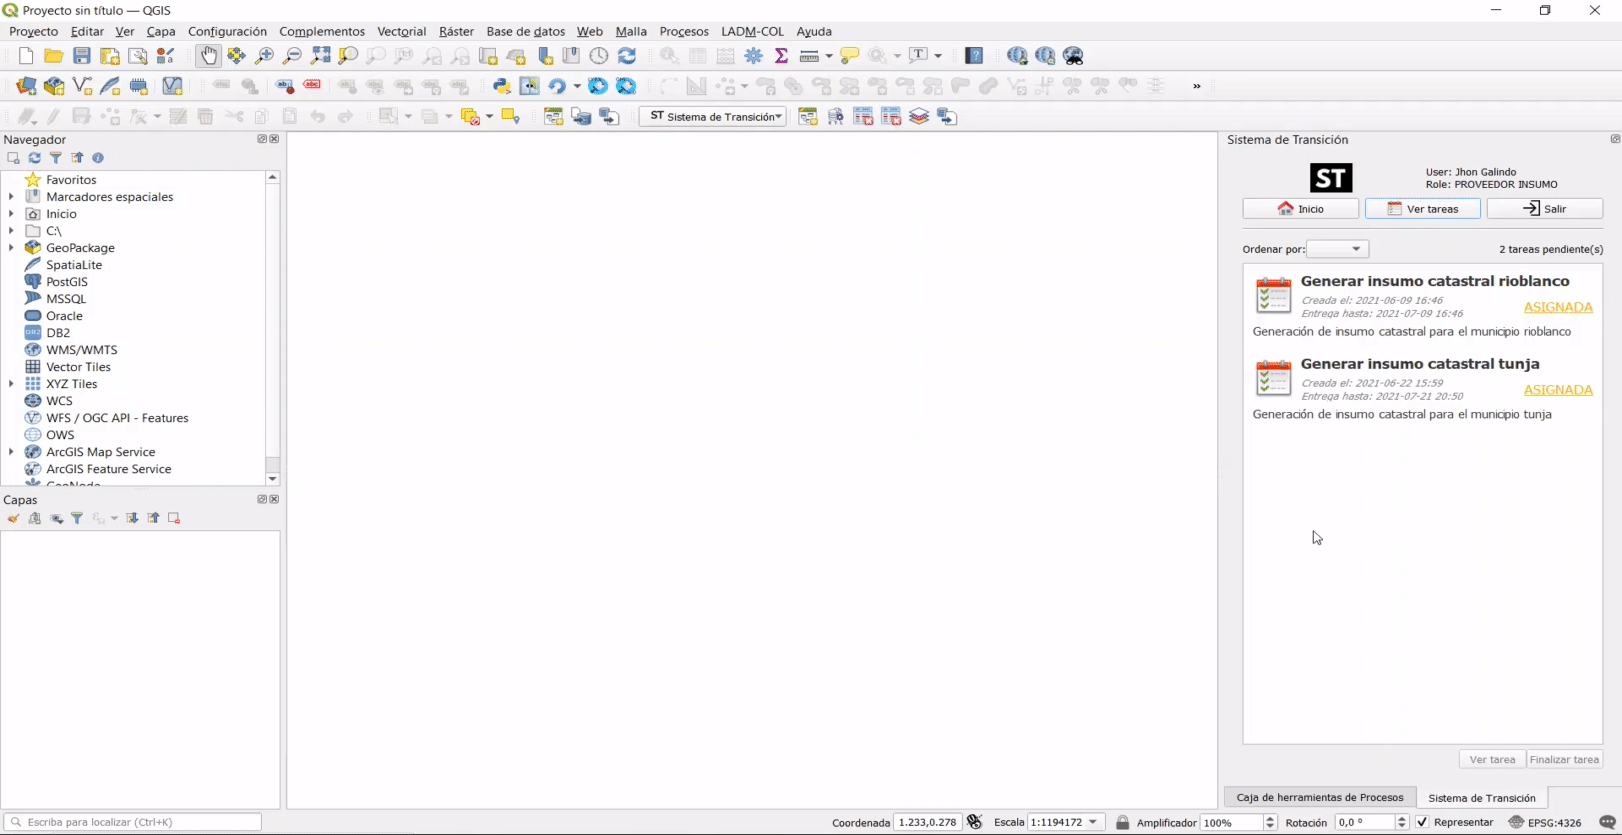 Proyecto sin título — QGIS
Proyecto Editar Ver Capa Configuración Complementos Vectorial Ráster Base de datos Web Malla Procesos LADM-COL Ayuda
ST Sistema de Transición
Navegador
Favoritos
Marcadores espaciales
Inicio
C:\
GeoPackage
SpatiaLite
PostGIS
MSSQL
Oracle
DB2
WMS/WMTS
Vector Tiles
XYZ Tiles
WCS
WFS / OGC API - Features
OWS
ArcGIS Map Service
ArcGIS Feature Service
GeoNode
Capas
Sistema de Transición
ST
User: Jhon Galindo
Role: PROVEEDOR INSUMO
Inicio Ver tareas Salir
Ordenar por: 2 tareas pendiente(s)
Generar insumo catastral rioblanco
Creada el: 2021-06-09 16:46
Entrega hasta: 2021-07-09 16:46
ASIGNADA
Generación de insumo catastral para el municipio rioblanco
Generar insumo catastral tunja
Creada el: 2021-06-22 15:59
Entrega hasta: 2021-07-21 20:50
ASIGNADA
Generación de insumo catastral para el municipio tunja
Ver tarea Finalizar tarea
Caja de herramientas de Procesos Sistema de Transición
Escriba para localizar (Ctrl+K) Coordenada 1.233,0.278 Escala 1:1194172 Amplificador 100% Rotación 0,0 ° Representar EPSG:4326